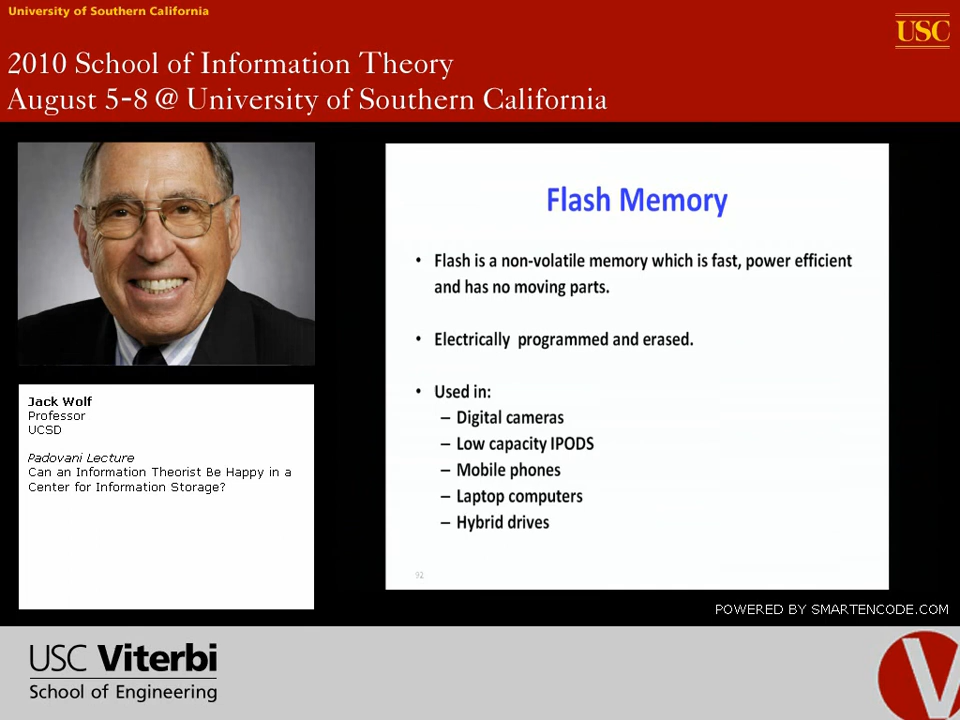 University of Southern California
USC
2010 School of Information Theory
August 5-8 @ University of Southern California
Jack Wolf
Professor
UCSD
Padovani Lecture
Can an Information Theorist Be Happy in a
Center for Information Storage?
Flash Memory
• Flash is a non-volatile memory which is fast, power efficient
and has no moving parts.
• Electrically programmed and erased.
• Used in:
– Digital cameras
– Low capacity IPODS
– Mobile phones
– Laptop computers
– Hybrid drives
92
POWERED BY SMARTENCODE.COM
USC Viterbi
School of Engineering
V